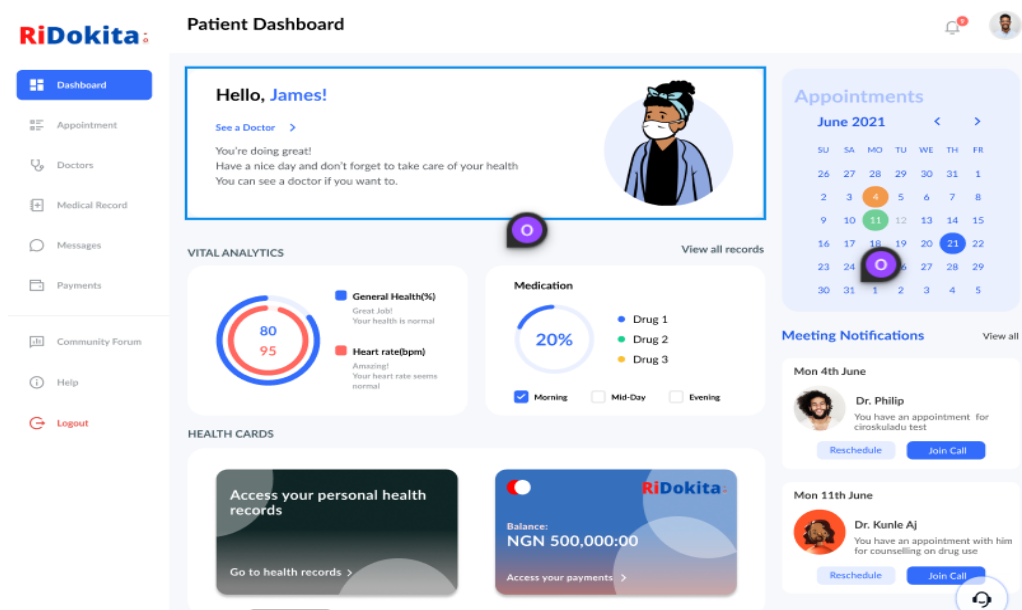 RiDokita
Patient Dashboard
9
Dashboard
Appointment
Doctors
Medical Record
Messages
Payments
Community Forum
Help
Logout
Hello, James!
See a Doctor >
You're doing great!
Have a nice day and don't forget to take care of your health
You can see a doctor if you want to.
O
VITAL ANALYTICS
View all records
80
95
General Health(%)
Great Job!
Your health is normal
Heart rate(bpm)
Amazing!
Your heart rate seems
normal
Medication
20%
Drug 1
Drug 2
Drug 3
Morning Mid-Day Evening
HEALTH CARDS
Access your personal health
records
Go to health records >
RiDokita
Balance:
NGN 500,000:00
Access your payments >
Appointments
June 2021 < >
SU SA MO TU WE TH FR
26 27 28 29 30 31 1
2 3 4 5 6 7 8
9 10 11 12 13 14 15
16 17 18 19 20 21 22
23 24 O 27 28 29
30 31 1 2 3 4 5
Meeting Notifications
View all
Mon 4th June
Dr. Philip
You have an appointment for
ciroskuladu test
Reschedule Join Call
Mon 11th June
Dr. Kunle Aj
You have an appointment with him
for counselling on drug use
Reschedule Join Call